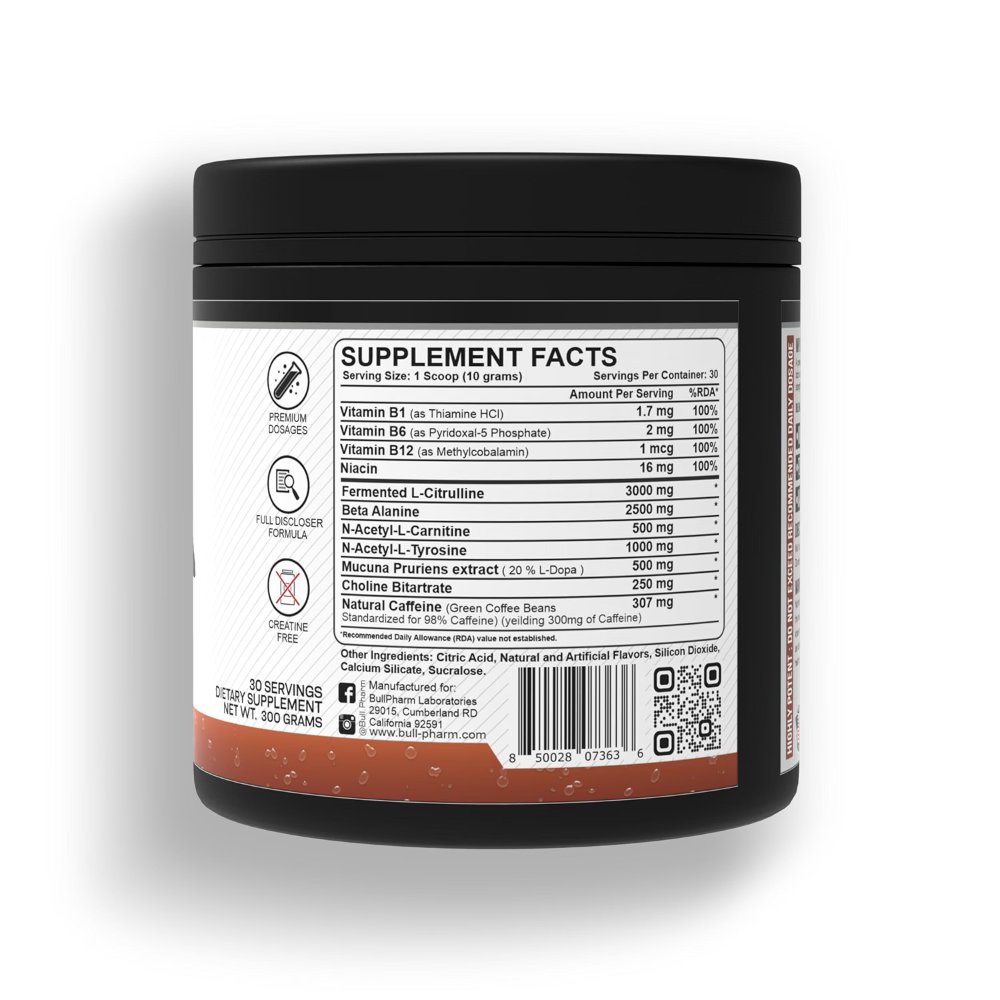 PREMIUM
DOSAGES
FULL DISCLOSER
FORMULA
CREATINE
FREE
30 SERVINGS
DIETARY SUPPLEMENT
NET WT. 300 GRAMS
SUPPLEMENT FACTS
Serving Size: 1 Scoop (10 grams) Servings Per Container: 30
Amount Per Serving %RDA*
Vitamin B1 (as Thiamine HCl) 1.7 mg 100%
Vitamin B6 (as Pyridoxal-5 Phosphate) 2 mg 100%
Vitamin B12 (as Methylcobalamin) 1 mcg 100%
Niacin 16 mg 100%
Fermented L-Citrulline 3000 mg *
Beta Alanine 2500 mg *
N-Acetyl-L-Carnitine 500 mg *
N-Acetyl-L-Tyrosine 1000 mg *
Mucuna Pruriens extract ( 20 % L-Dopa ) 500 mg *
Choline Bitartrate 250 mg *
Natural Caffeine (Green Coffee Beans 307 mg *
Standardized for 98% Caffeine) (yeilding 300mg of Caffeine)
*Recommended Daily Allowance (RDA) value not established.
Other Ingredients: Citric Acid, Natural and Artificial Flavors, Silicon Dioxide,
Calcium Silicate, Sucralose.
@Bull Pharm
Manufactured for:
BullPharm Laboratories
29015, Cumberland RD
California 92591
www.bull-pharm.com
8 50028 07363 6
HIGHLY POTENT : DO NOT EXCEED RECOMMENDED DAILY DOSAGE